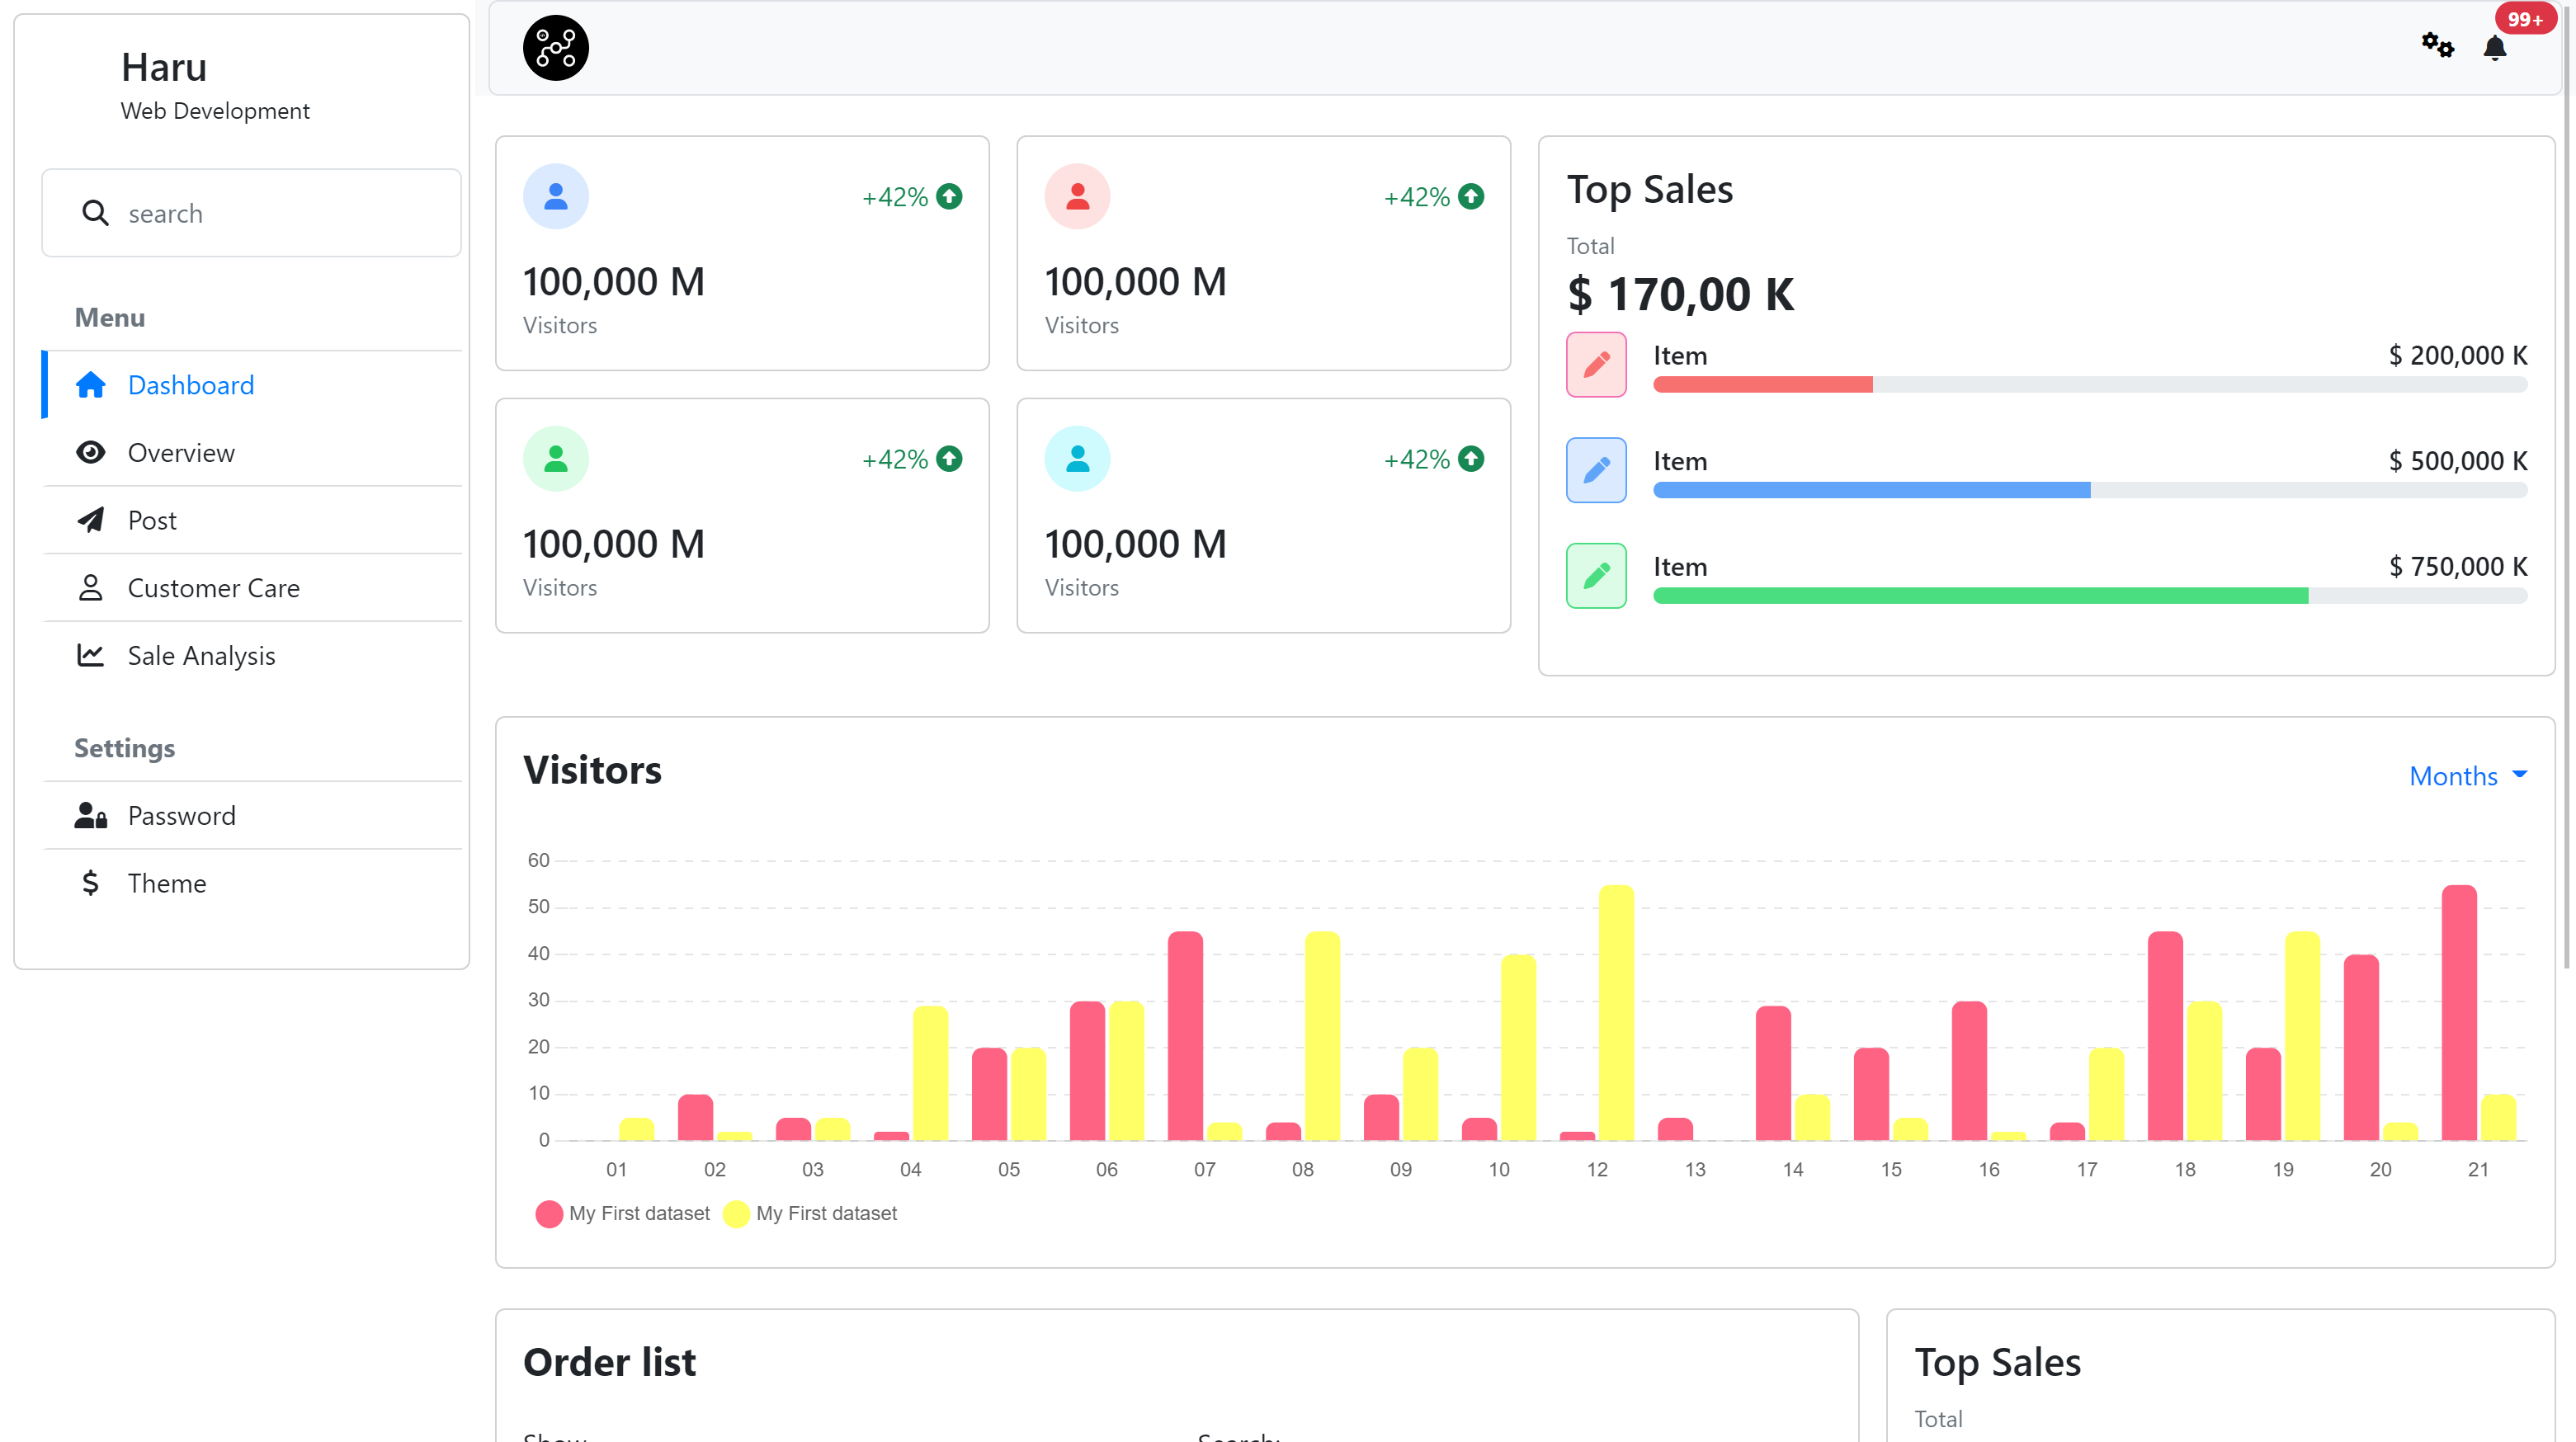 Haru
Web Development
search
Menu
Dashboard
Overview
Post
Customer Care
Sale Analysis
Settings
Password
Theme
99+
+42%
100,000 M
Visitors
+42%
100,000 M
Visitors
+42%
100,000 M
Visitors
+42%
100,000 M
Visitors
Top Sales
Total
$ 170,00 K
Item $ 200,000 K
Item $ 500,000 K
Item $ 750,000 K
Visitors
Months
60
50
40
30
20
10
0
01 02 03 04 05 06 07 08 09 10 12 13 14 15 16 17 18 19 20 21
My First dataset My First dataset
Order list
Show
Search:
Top Sales
Total